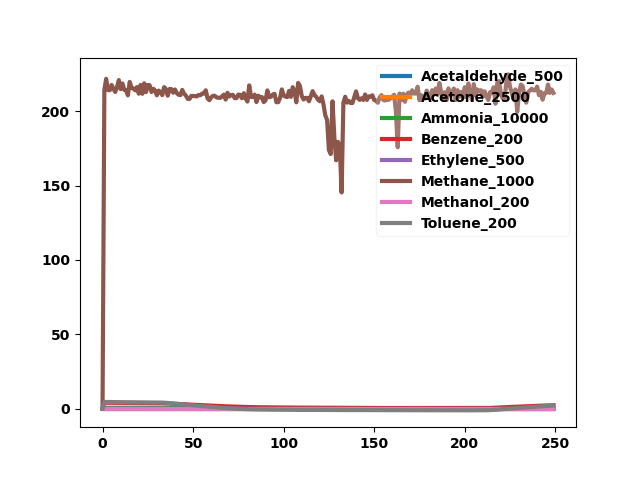 Acetaldehyde_500
Acetone_2500
Ammonia_10000
Benzene_200
Ethylene_500
Methane_1000
Methanol_200
Toluene_200
200
150
100
50
0
0 50 100 150 200 250